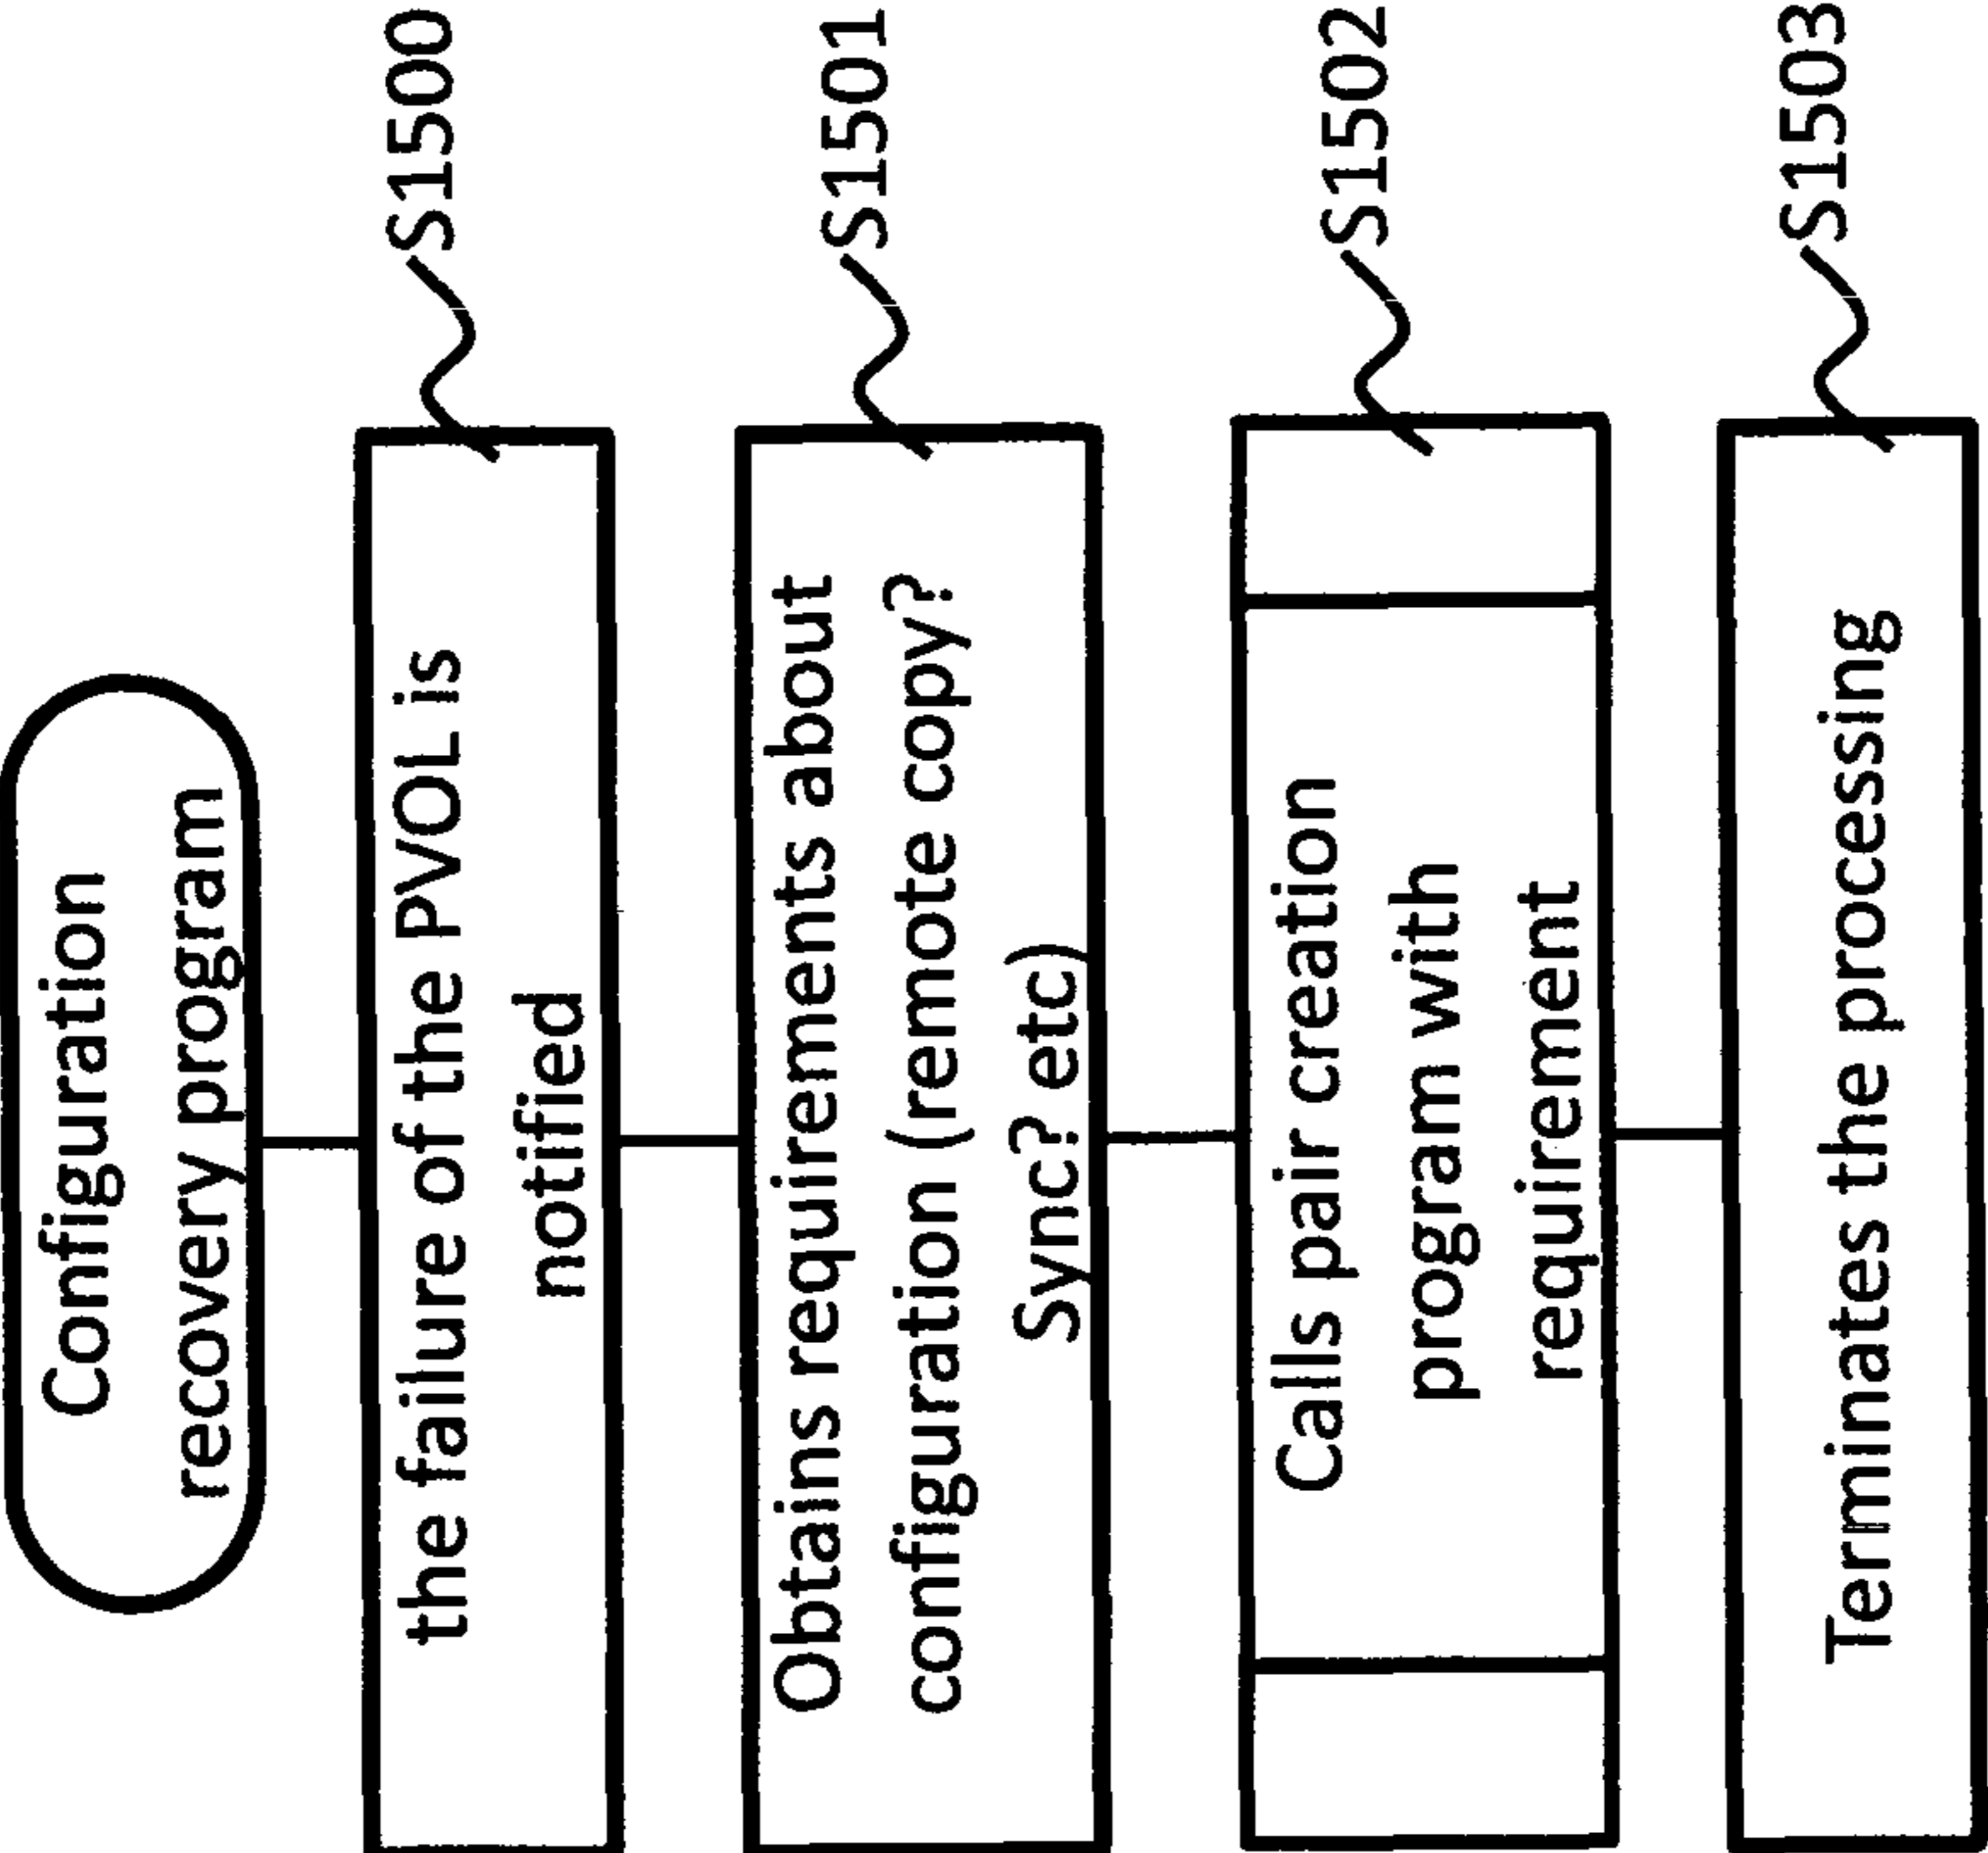 Configuration
recovery program
the failure of the PVOL is
notified
S1500
Obtains requirements about
configuration (remote copy?
Sync? etc)
S1501
Calls pair creation
program with
requirement
S1502
Terminates the processing
S1503